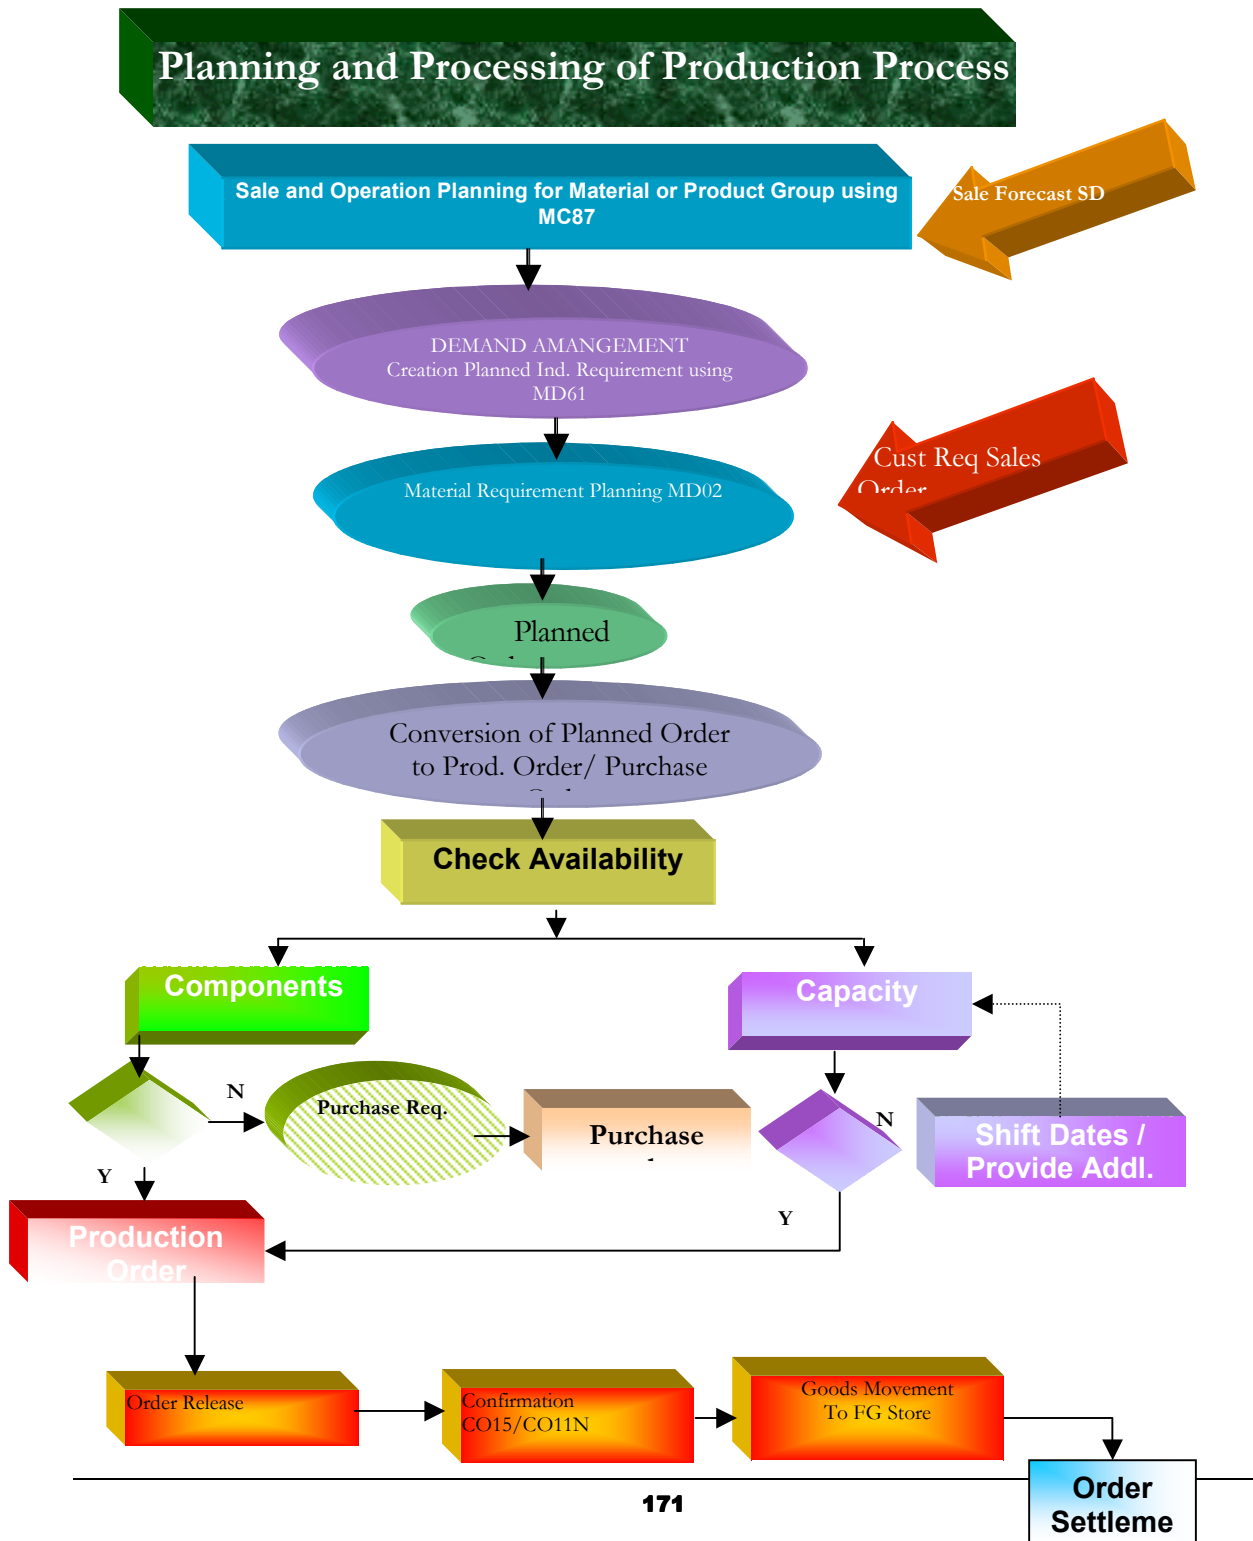 Planning and Processing of Production Process
Sale and Operation Planning for Material or Product Group using
MC87
Sale Forecast SD
DEMAND AMANGEMENT
Creation Planned Ind. Requirement using
MD61
Cust Req Sales
Order
Material Requirement Planning MD02
Planned
Conversion of Planned Order
to Prod. Order/ Purchase
Check Availability
Components
Capacity
N
Purchase Req.
Purchase
N
Shift Dates /
Provide Addl.
Y
Y
Production
Order
Order Release
Confirmation
CO15/CO11N
Goods Movement
To FG Store
Order
Settleme
171